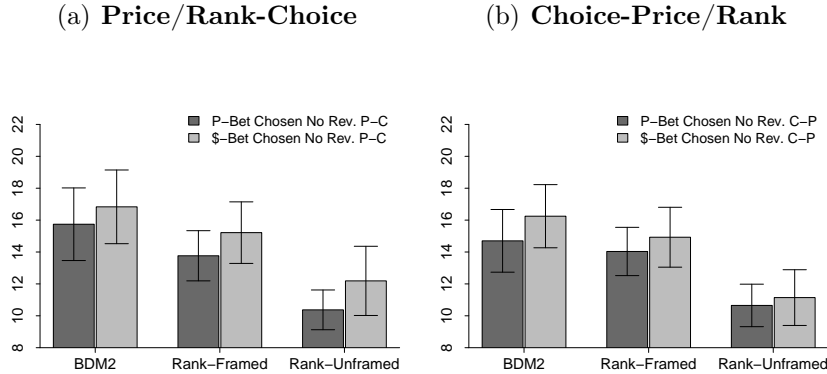 (a) Price/Rank-Choice
P−Bet Chosen No Rev. P−C
$−Bet Chosen No Rev. P−C
22
20
18
16
14
12
10
8
BDM2 Rank−Framed Rank−Unframed
(b) Choice-Price/Rank
P−Bet Chosen No Rev. C−P
$−Bet Chosen No Rev. C−P
22
20
18
16
14
12
10
8
BDM2 Rank−Framed Rank−Unframed